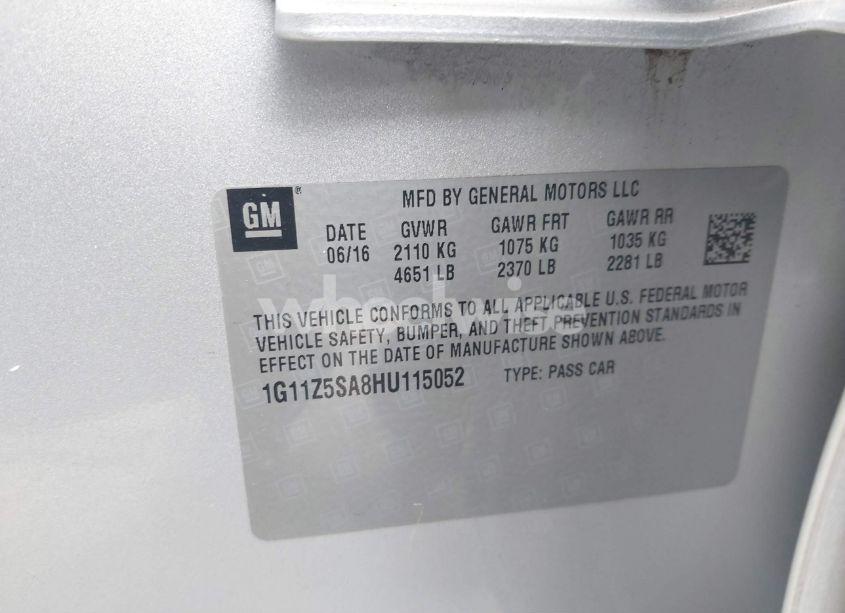 GM ®
MFD BY GENERAL MOTORS LLC
DATE GVWR GAWR FRT GAWR RR
06/16 2110 KG 1075 KG 1035 KG
4651 LB 2370 LB 2281 LB
THIS VEHICLE CONFORMS TO ALL APPLICABLE U.S. FEDERAL MOTOR
VEHICLE SAFETY, BUMPER, AND THEFT PREVENTION STANDARDS IN
EFFECT ON THE DATE OF MANUFACTURE SHOWN ABOVE.
1G11Z5SA8HU115052 TYPE: PASS CAR
wheelwise